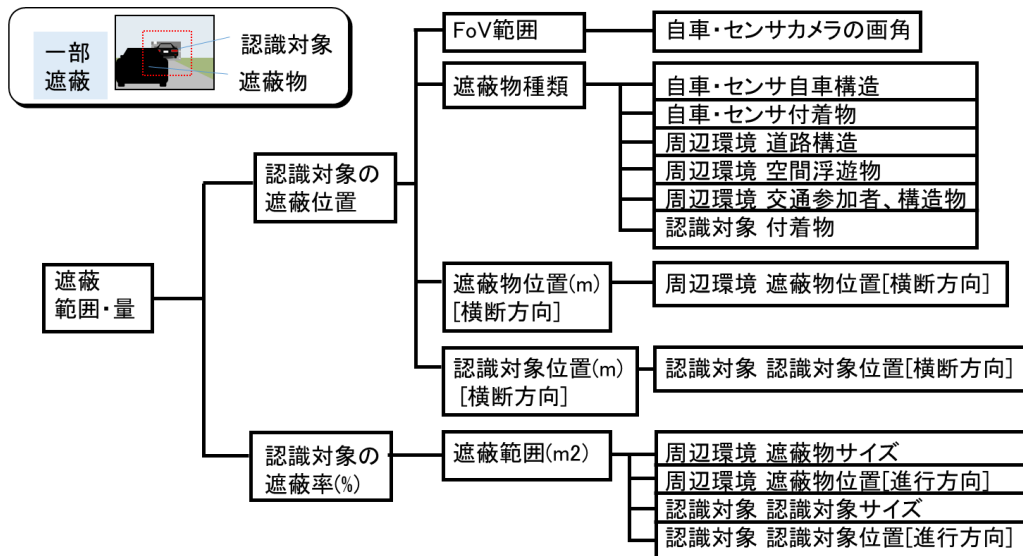 一部
遮蔽
認識対象
遮蔽物
FoV範囲
自車・センサカメラの画角
遮蔽物種類
自車・センサ自車構造
自車・センサ付着物
周辺環境 道路構造
周辺環境 空間浮遊物
周辺環境 交通参加者、構造物
認識対象 付着物
認識対象の
遮蔽位置
遮蔽
範囲・量
遮蔽物位置(m)
[横断方向]
周辺環境 遮蔽物位置[横断方向]
認識対象位置(m)
[横断方向]
認識対象 認識対象位置[横断方向]
認識対象の
遮蔽率(%)
遮蔽範囲(m2)
周辺環境 遮蔽物サイズ
周辺環境 遮蔽物位置[進行方向]
認識対象 認識対象サイズ
認識対象 認識対象位置[進行方向]